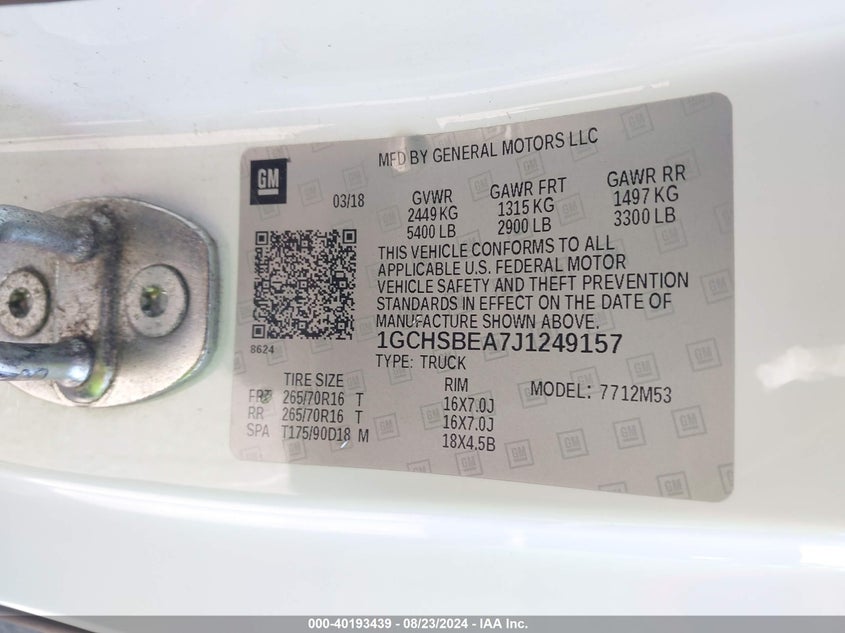 GM
MFD BY GENERAL MOTORS LLC
03/18
GVWR GAWR FRT GAWR RR
2449 KG 1315 KG 1497 KG
5400 LB 2900 LB 3300 LB
THIS VEHICLE CONFORMS TO ALL
APPLICABLE U.S. FEDERAL MOTOR
VEHICLE SAFETY AND THEFT PREVENTION
STANDARDS IN EFFECT ON THE DATE OF
MANUFACTURE SHOWN ABOVE.
8624
1GCHSBEA7J1249157
TYPE: TRUCK
TIRE SIZE RIM MODEL: 7712M53
FRT 265/70R16 T 16X7.0J
RR 265/70R16 T 16X7.0J
SPA T175/90D18 M 18X4.5B
000-40193439 - 08/23/2024 - IAA Inc.